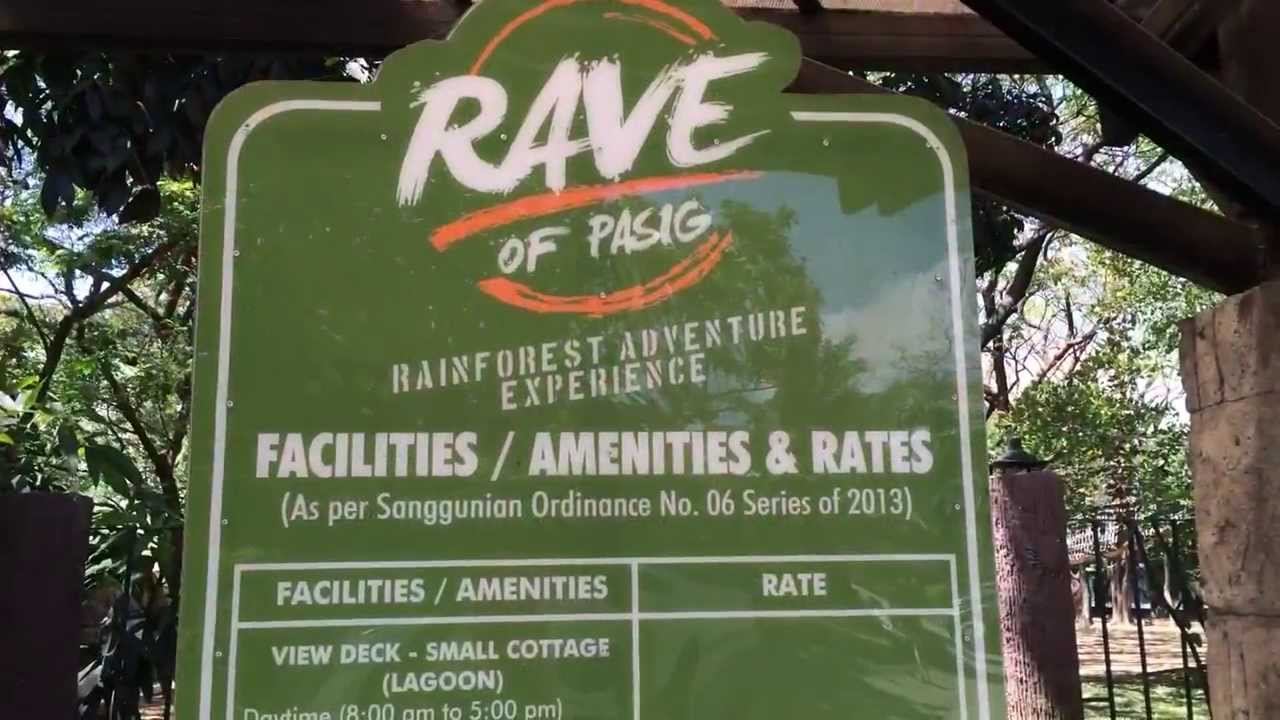 RAVE
OF PASIG
RAINFOREST ADVENTURE
EXPERIENCE
FACILITIES / AMENITIES & RATES
(As per Sanggunian Ordinance No. 06 Series of 2013)
FACILITIES / AMENITIES
RATE
VIEW DECK - SMALL COTTAGE
(LAGOON)
Daytime (8:00 am to 5:00 pm)